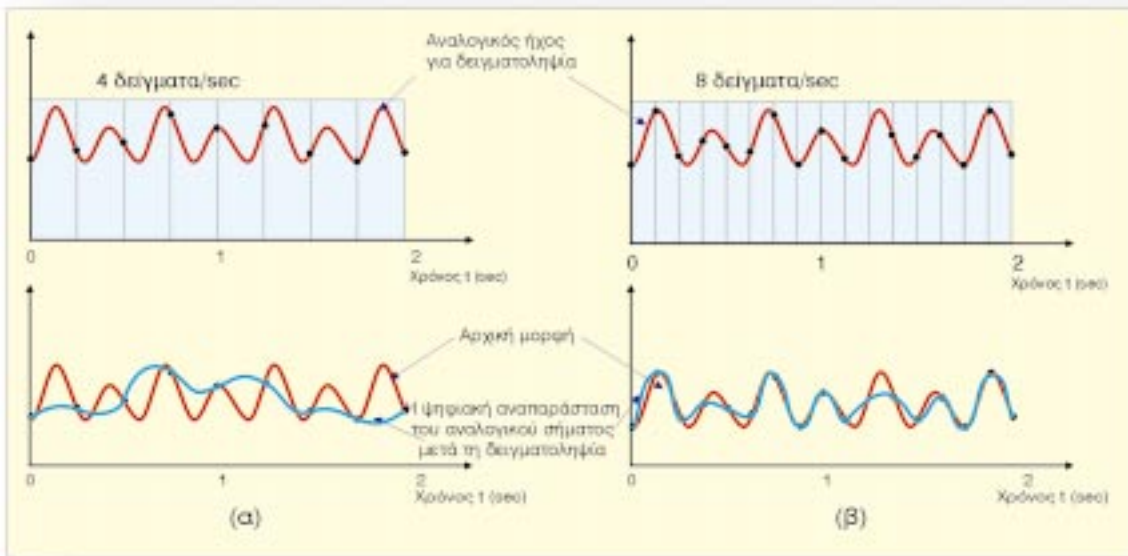 Αναλογικός ήχος
για δειγματοληψία
4 δείγματα/sec
8 δείγματα/sec
0
1
2
Χρόνος t (sec)
0
1
2
Χρόνος t (sec)
Αρχική μορφή
Η ψηφιακή αναπαράσταση
του αναλογικού σήματος
μετά τη δειγματοληψία
0
1
2
Χρόνος t (sec)
0
1
2
Χρόνος t (sec)
(α)
(β)